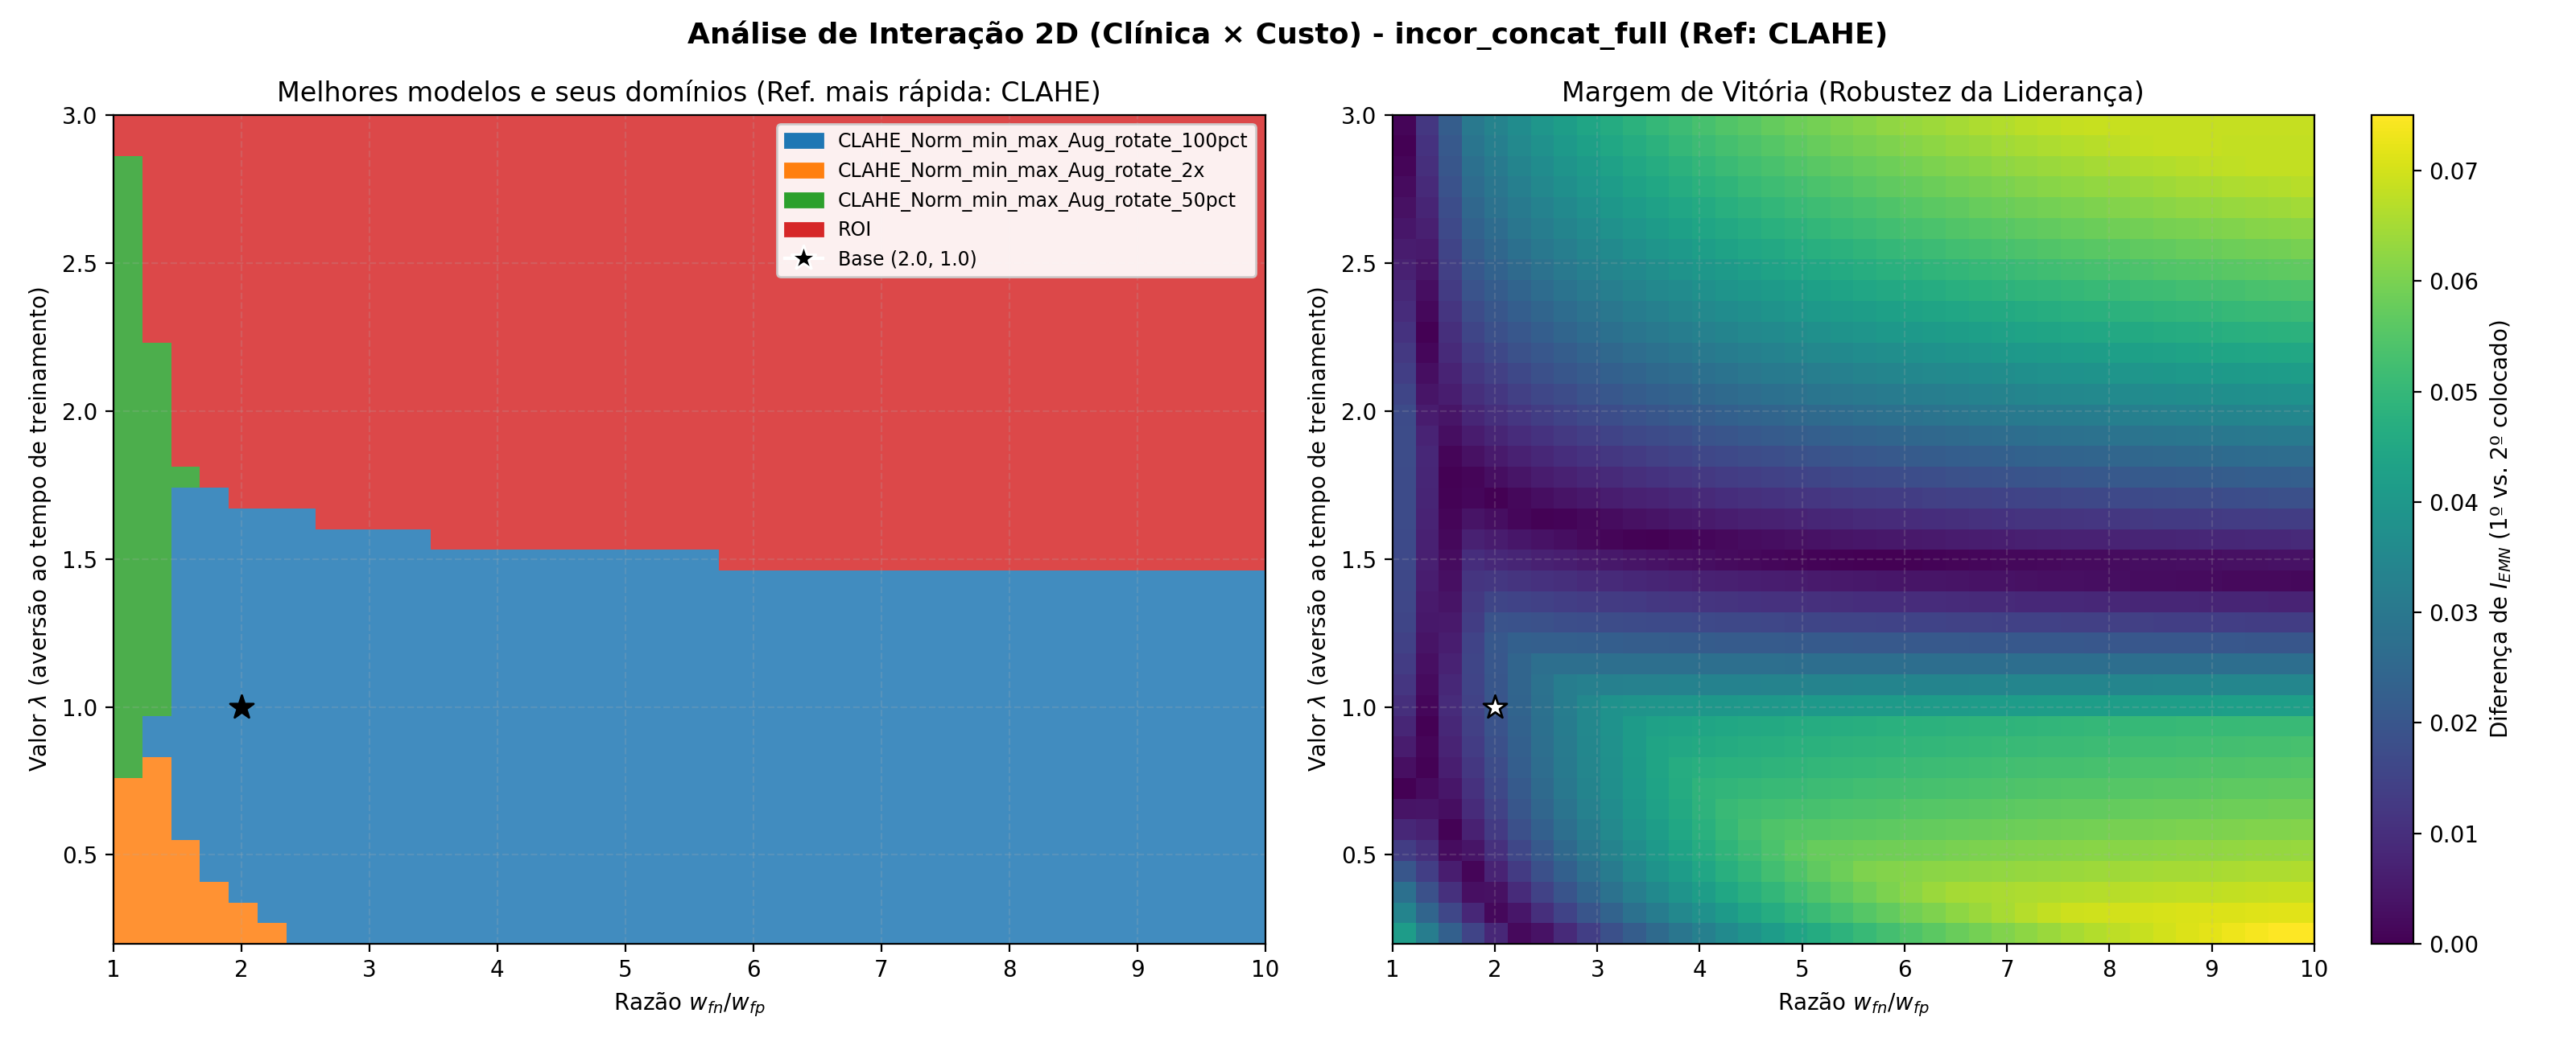 Análise de Interação 2D (Clínica × Custo) - incor_concat_full (Ref: CLAHE)
Melhores modelos e seus domínios (Ref. mais rápida: CLAHE)
Valor λ (aversão ao tempo de treinamento)
3.0
2.5
2.0
1.5
1.0
0.5
CLAHE_Norm_min_max_Aug_rotate_100pct
CLAHE_Norm_min_max_Aug_rotate_2x
CLAHE_Norm_min_max_Aug_rotate_50pct
ROI
Base (2.0, 1.0)
1 2 3 4 5 6 7 8 9 10
Razão w_fn/w_fp
Margem de Vitória (Robustez da Liderança)
Valor λ (aversão ao tempo de treinamento)
3.0
2.5
2.0
1.5
1.0
0.5
1 2 3 4 5 6 7 8 9 10
Razão w_fn/w_fp
0.07
0.06
0.05
0.04
0.03
0.02
0.01
0.00
Diferença de I_EMN (1º vs. 2º colocado)